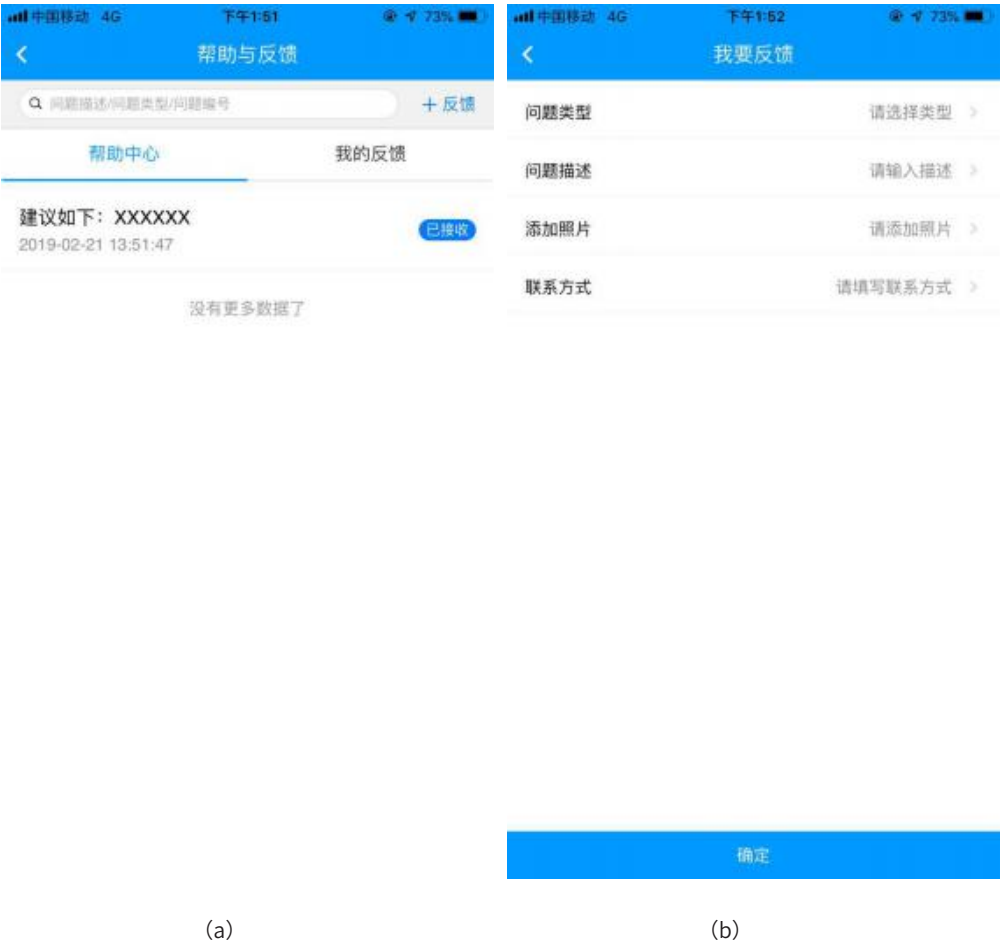 中国移动 4G 下午1:51 73%
帮助与反馈
问题描述/问题类型/问题编号
+ 反馈
帮助中心 我的反馈
建议如下：XXXXXX
已接收
2019-02-21 13:51:47
没有更多数据了
(a)
中国移动 4G 下午1:52 73%
我要反馈
问题类型 请选择类型
问题描述 请输入描述
添加照片 请添加照片
联系方式 请填写联系方式
确定
(b)